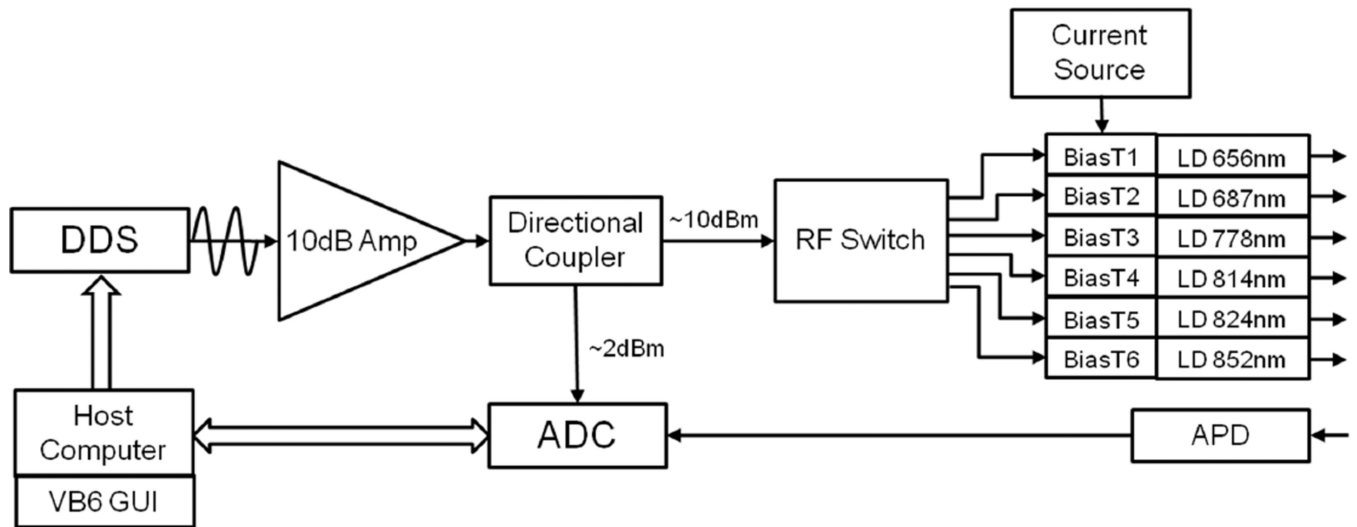 Current
Source
BiasT1 LD 656nm
BiasT2 LD 687nm
BiasT3 LD 778nm
BiasT4 LD 814nm
BiasT5 LD 824nm
BiasT6 LD 852nm
DDS
10dB Amp
Directional
Coupler
~10dBm
RF Switch
~2dBm
Host
Computer
VB6 GUI
ADC
APD